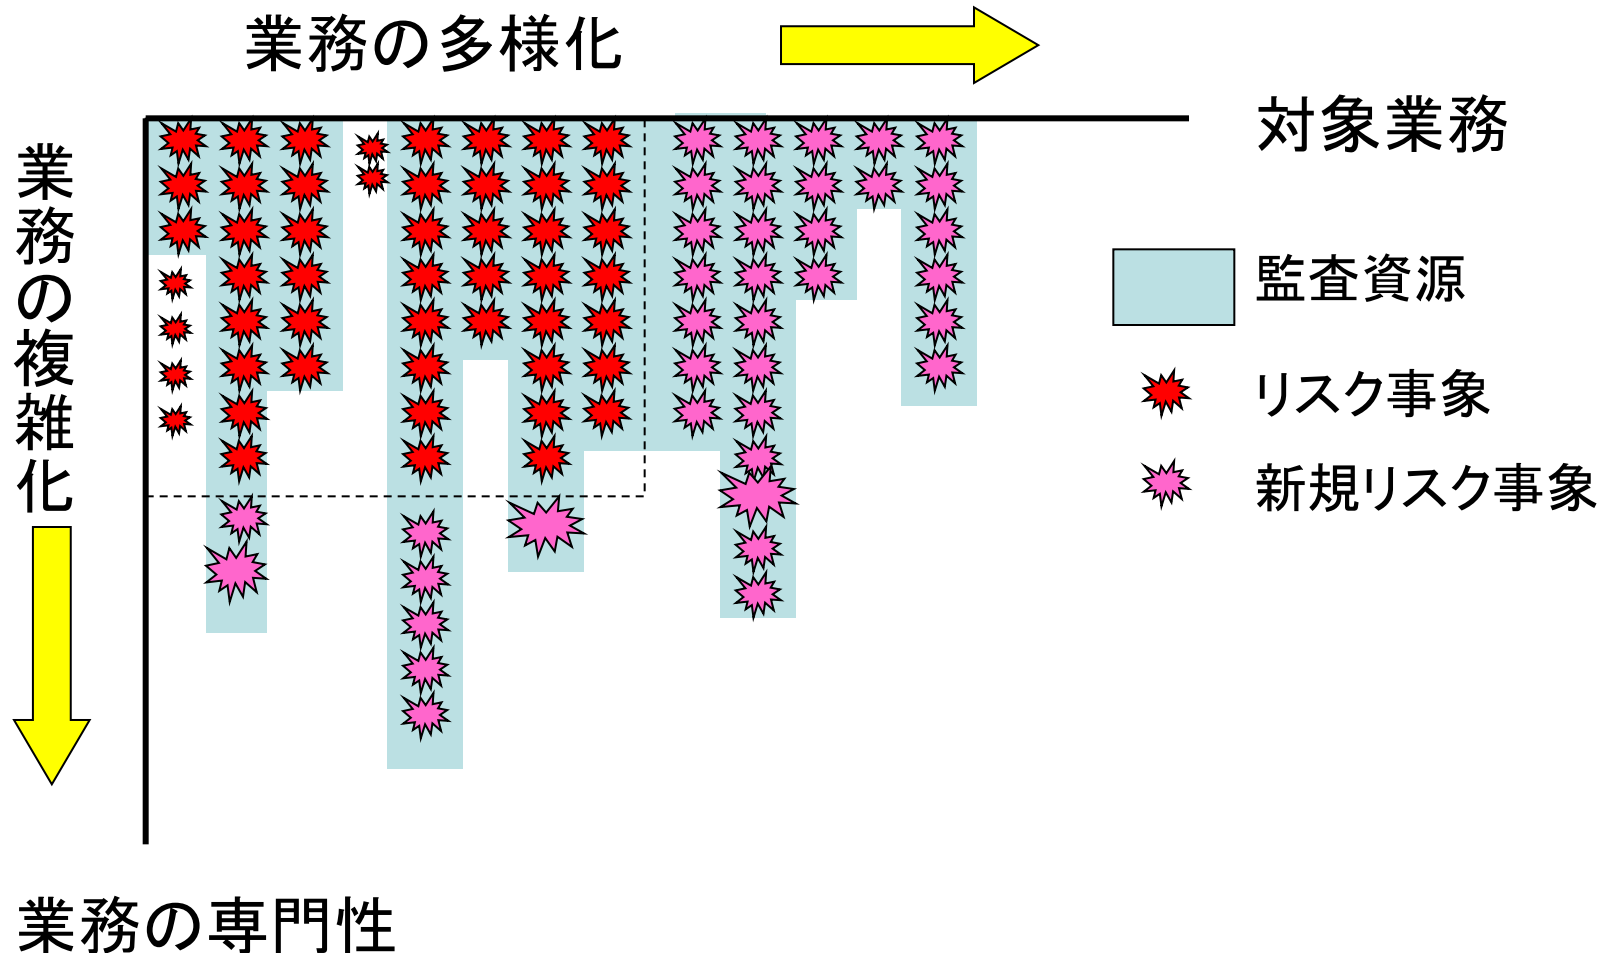 業務の多様化
対象業務
業務の複雑化
監査資源
リスク事象
新規リスク事象
業務の専門性